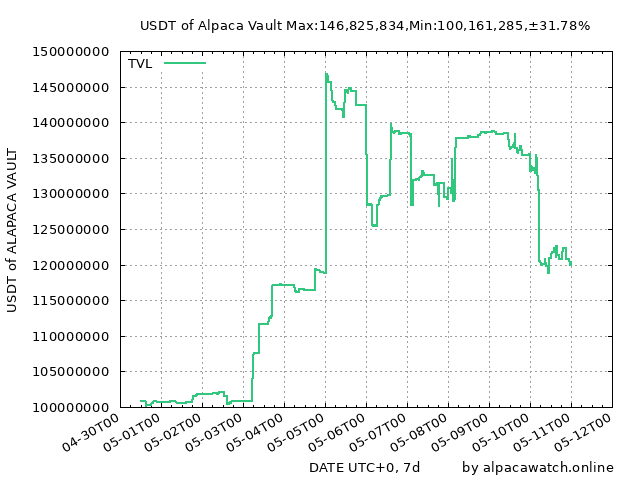 USDT of Alpaca Vault Max:146,825,834,Min:100,161,285,±31.78%
150000000
TVL
145000000
140000000
135000000
130000000
125000000
120000000
115000000
110000000
105000000
100000000
USDT of ALAPACA VAULT
04-30T00 05-01T00 05-02T00 05-03T00 05-04T00 05-05T00 05-06T00 05-07T00 05-08T00 05-09T00 05-10T00 05-11T00 05-12T00
DATE UTC+0, 7d by alpacawatch.online